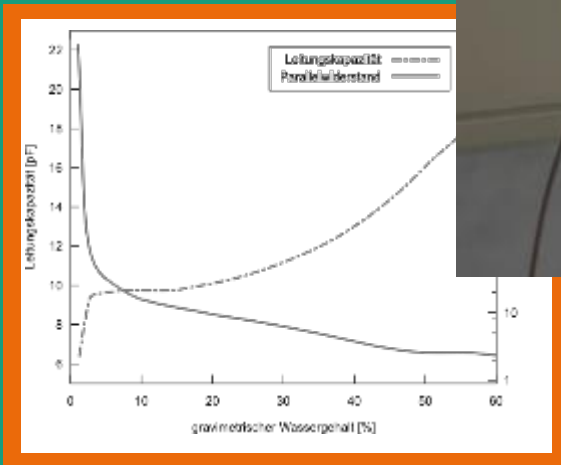 Leitungskapazität
Parallelwiderstand
Leitungskapazität [pF]
22
20
18
16
14
12
10
8
6
10
1
0 10 20 30 40 50 60
gravimetrischer Wassergehalt [%]